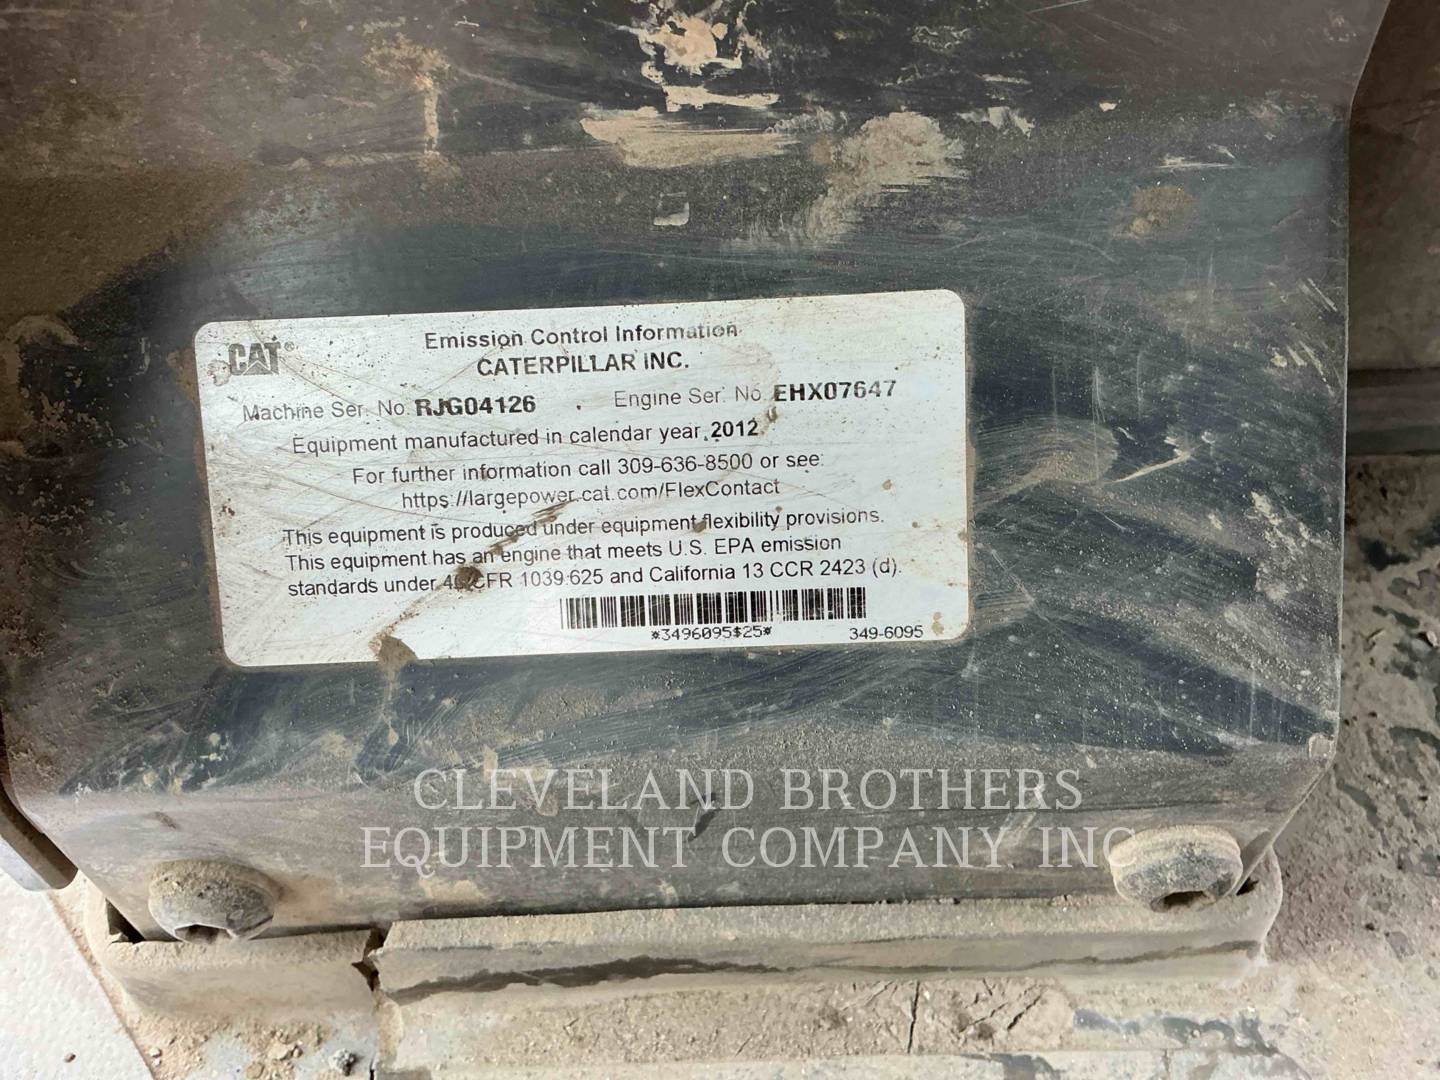 CAT®
Emission Control Information
CATERPILLAR INC.
Machine Ser. No. RJG04126 Engine Ser. No. EHX07647
Equipment manufactured in calendar year, 2012
For further information call 309-636-8500 or see:
https://largepower.cat.com/FlexContact
This equipment is produced under equipment flexibility provisions.
This equipment has an engine that meets U.S. EPA emission
standards under 40 CFR 1039.625 and California 13 CCR 2423 (d).
*3496095$25* 349-6095
CLEVELAND BROTHERS
EQUIPMENT COMPANY INC